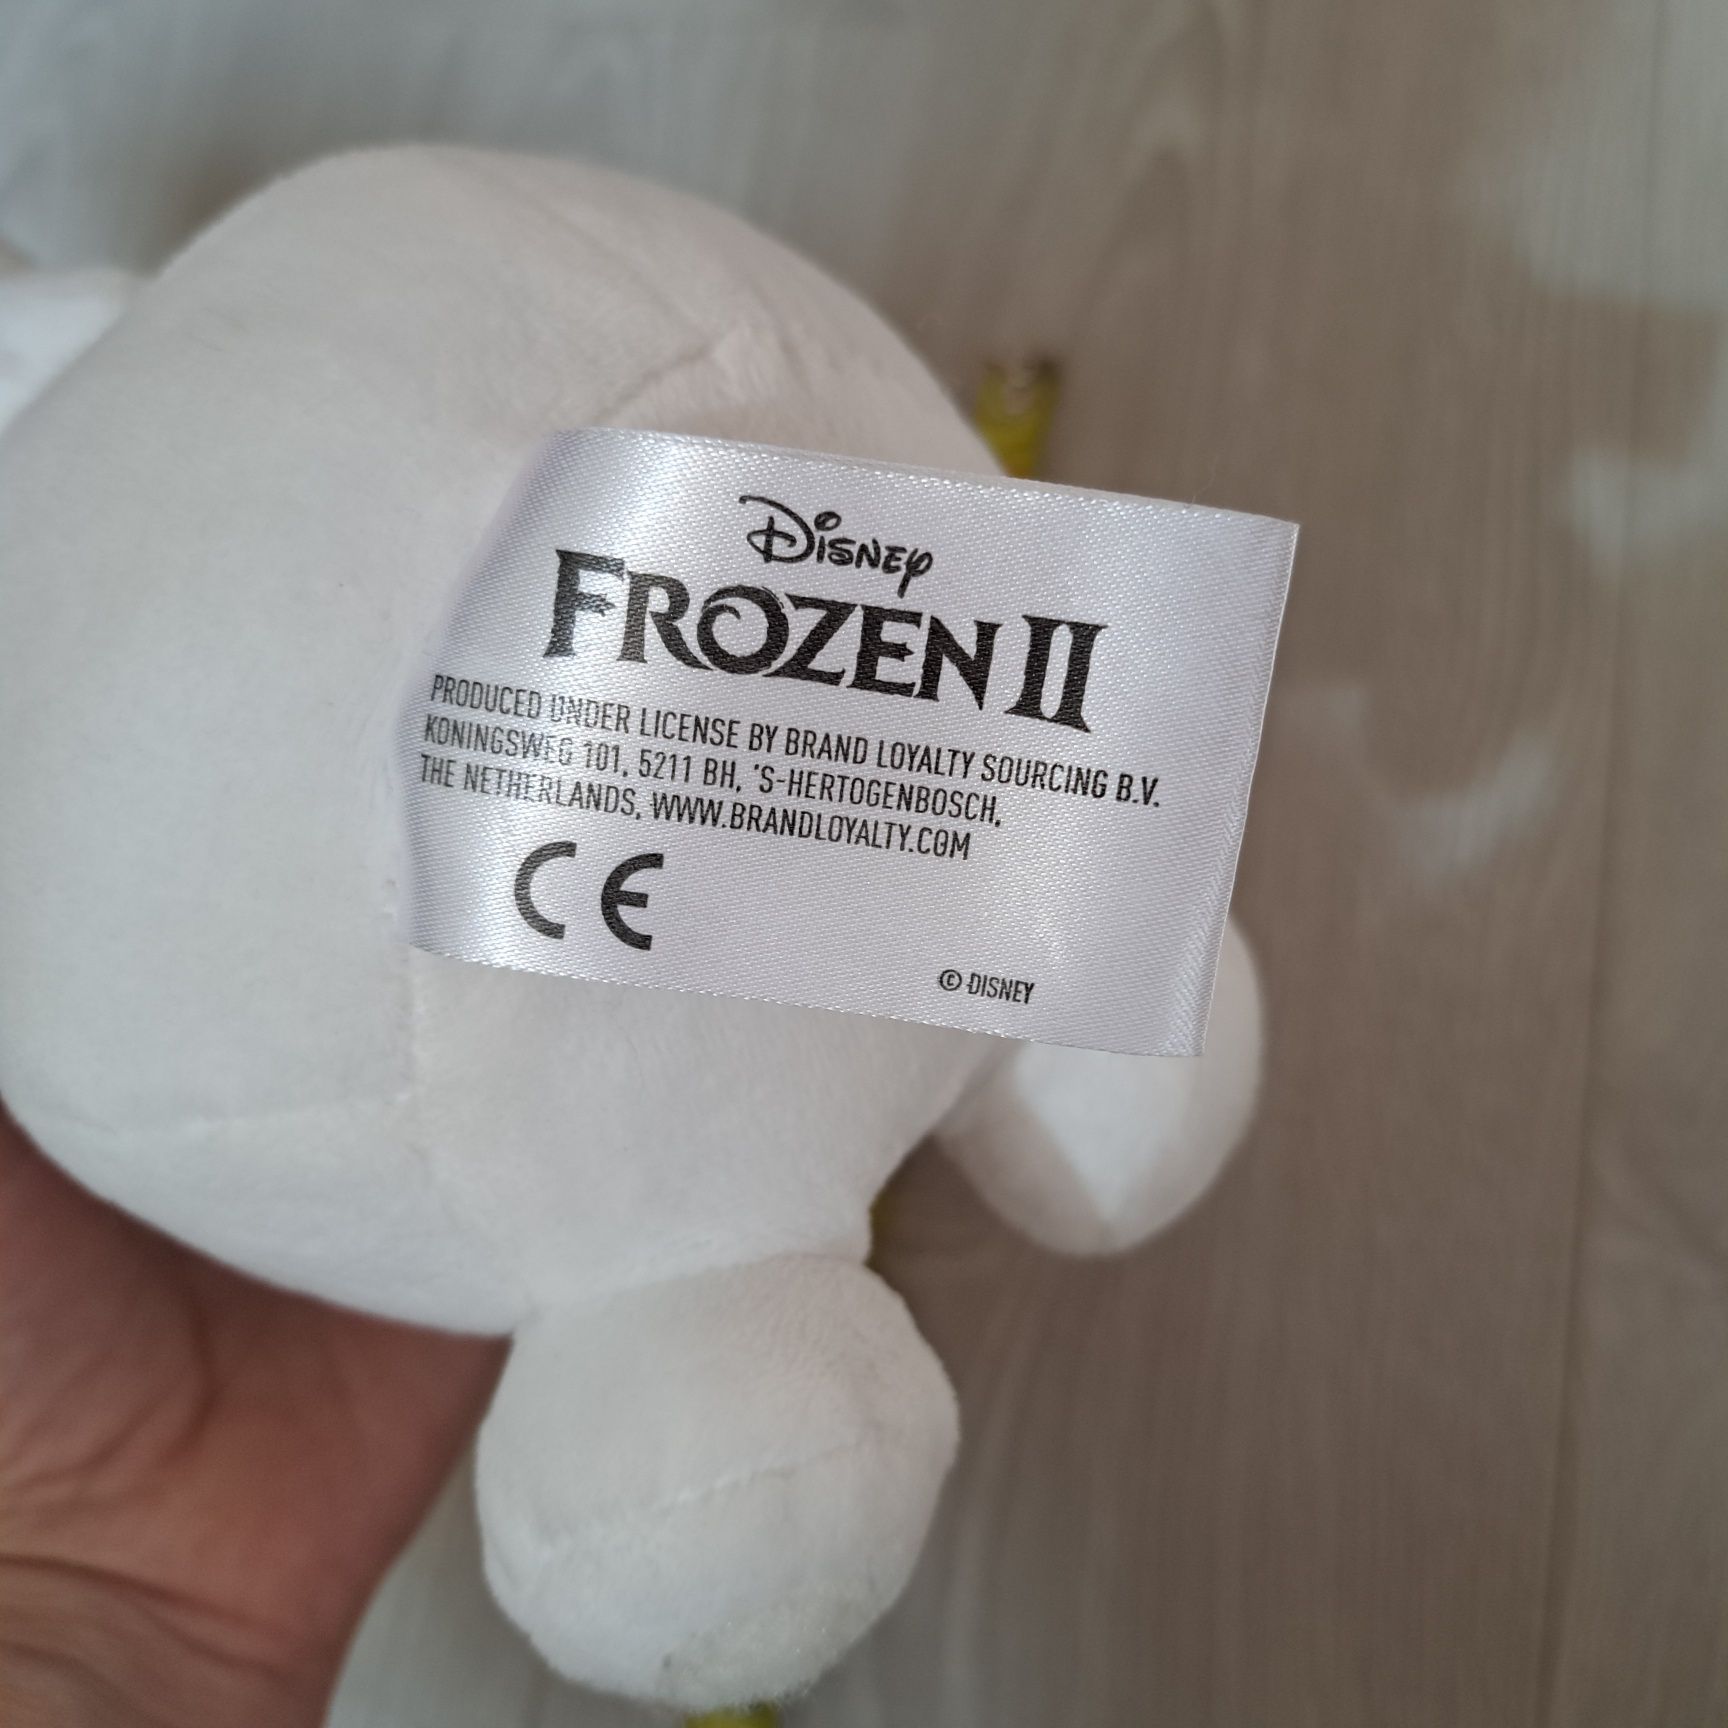 Disney
FROZEN II
PRODUCED UNDER LICENSE BY BRAND LOYALTY SOURCING B.V.
KONINGSWEG 101, 5211 BH, 'S-HERTOGENBOSCH,
THE NETHERLANDS, WWW.BRANDLOYALTY.COM
CE
© DISNEY